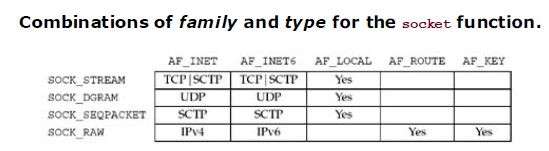 Combinations of family and type for the socket function.
AF_INET AF_INET6 AF_LOCAL AF_ROUTE AF_KEY
SOCK_STREAM TCP|SCTP TCP|SCTP Yes
SOCK_DGRAM UDP UDP Yes
SOCK_SEQPACKET SCTP SCTP Yes
SOCK_RAW IPv4 IPv6 Yes Yes